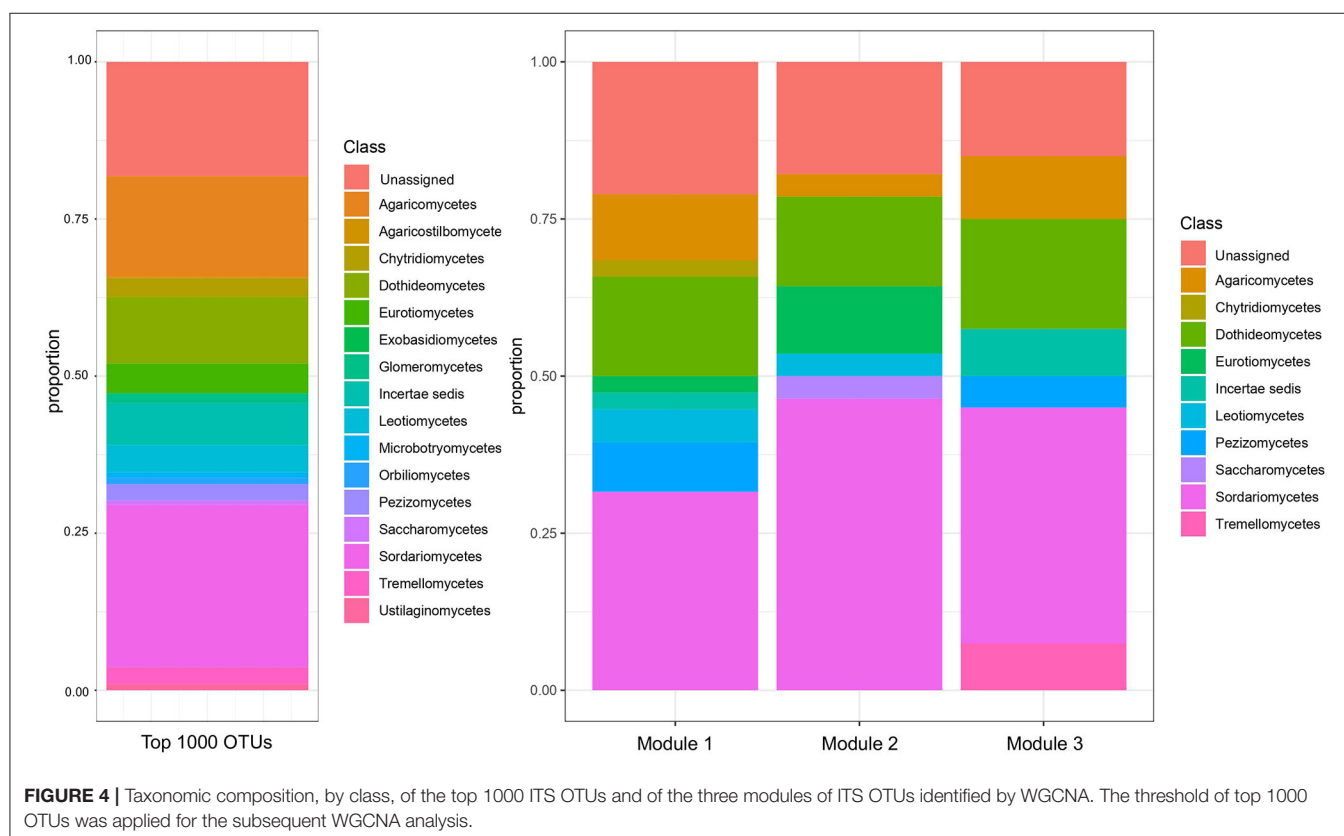 1.00
0.75
0.50
0.25
0.00
proportion
Top 1000 OTUs
Class
Unassigned
Agaricomycetes
Agaricostilbomycete
Chytridiomycetes
Dothideomycetes
Eurotiomycetes
Exobasidiomycetes
Glomeromycetes
Incertae sedis
Leotiomycetes
Microbotryomycetes
Orbiliomycetes
Pezizomycetes
Saccharomycetes
Sordariomycetes
Tremellomycetes
Ustilaginomycetes
1.00
0.75
0.50
0.25
0.00
proportion
Module 1
Module 2
Module 3
Class
Unassigned
Agaricomycetes
Chytridiomycetes
Dothideomycetes
Eurotiomycetes
Incertae sedis
Leotiomycetes
Pezizomycetes
Saccharomycetes
Sordariomycetes
Tremellomycetes
FIGURE 4 | Taxonomic composition, by class, of the top 1000 ITS OTUs and of the three modules of ITS OTUs identified by WGCNA. The threshold of top 1000
OTUs was applied for the subsequent WGCNA analysis.